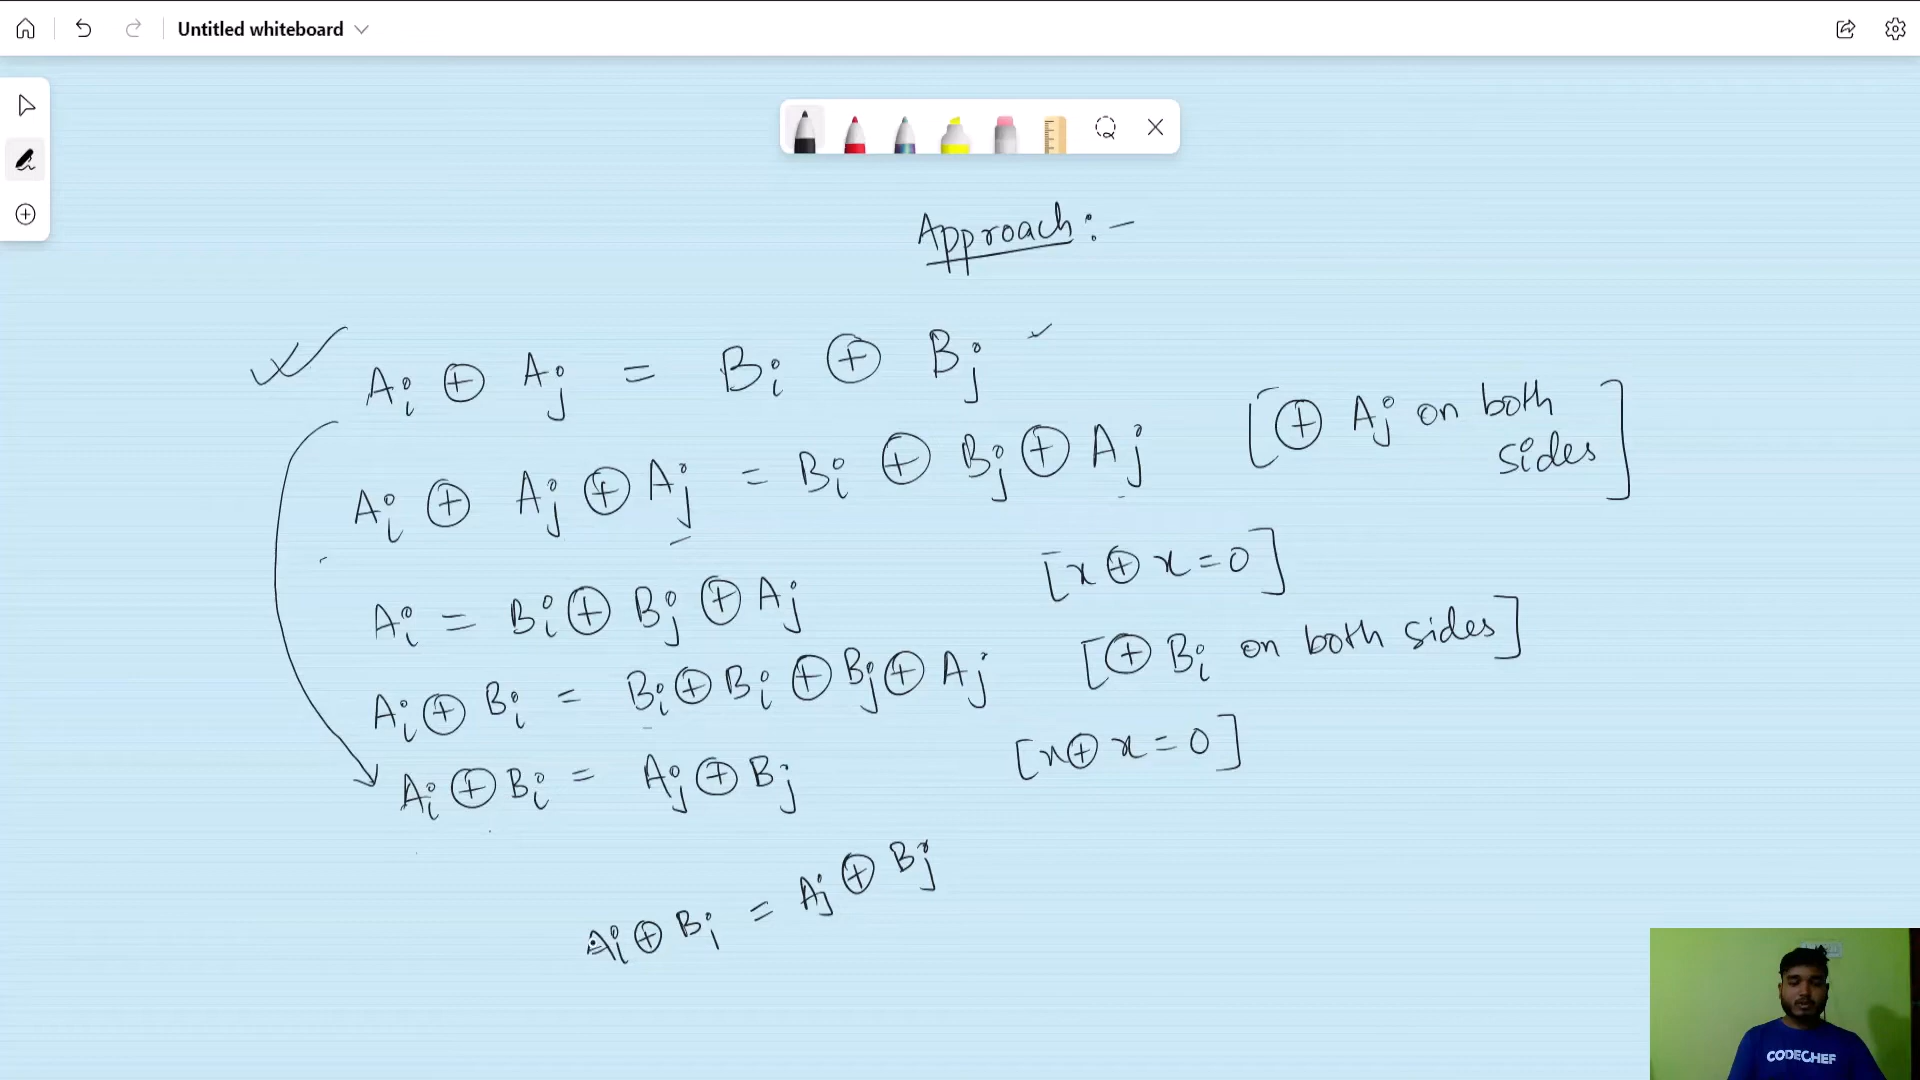 Untitled whiteboard
Approach:-
Ai ⊕ Aj = Bi ⊕ Bj
Ai ⊕ Aj ⊕ Aj = Bi ⊕ Bj ⊕ Aj [⊕ Aj on both sides]
Ai = Bi ⊕ Bj ⊕ Aj [x ⊕ x = 0]
Ai ⊕ Bi = Bi ⊕ Bi ⊕ Bj ⊕ Aj [⊕ Bi on both sides]
Ai ⊕ Bi = Aj ⊕ Bj [x ⊕ x = 0]
Ai ⊕ Bi = Aj ⊕ Bj
CODECHEF